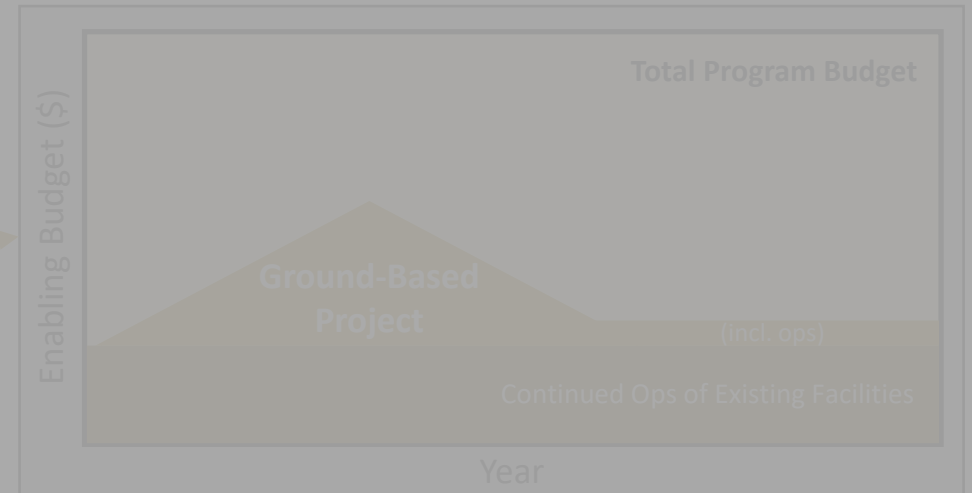 Total Program Budget
Enabling Budget ($)
Ground-Based
Project
(incl. ops)
Continued Ops of Existing Facilities
Year